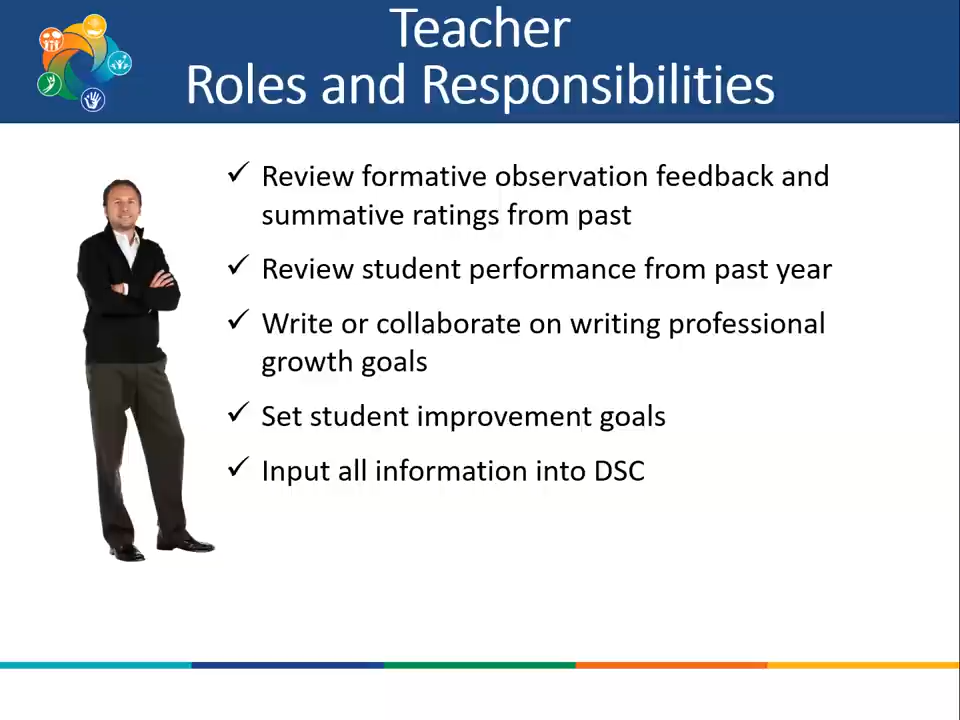 Teacher
Roles and Responsibilities
✓ Review formative observation feedback and
summative ratings from past
✓ Review student performance from past year
✓ Write or collaborate on writing professional
growth goals
✓ Set student improvement goals
✓ Input all information into DSC